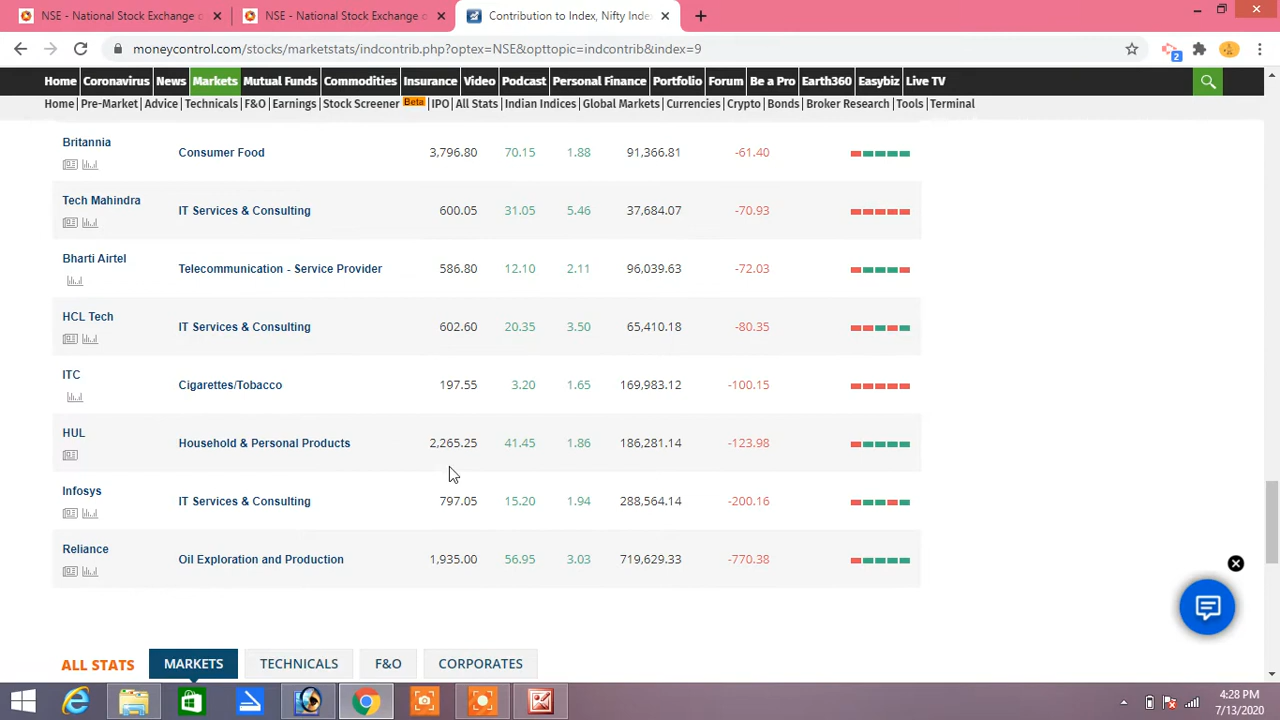 NSE - National Stock Exchange o
NSE - National Stock Exchange o
Contribution to Index, Nifty Inde
moneycontrol.com/stocks/marketstats/indcontrib.php?optex=NSE&opttopic=indcontrib&index=9
2
Home Coronavirus News Markets Mutual Funds Commodities Insurance Video Podcast Personal Finance Portfolio Forum Be a Pro Earth360 Easybiz Live TV
Home | Pre-Market | Advice | Technicals | F&O | Earnings | Stock Screener Beta | IPO | All Stats | Indian Indices | Global Markets | Currencies | Crypto | Bonds | Broker Research | Tools | Terminal
Britannia Consumer Food 3,796.80 70.15 1.88 91,366.81 -61.40
Tech Mahindra IT Services & Consulting 600.05 31.05 5.46 37,684.07 -70.93
Bharti Airtel Telecommunication - Service Provider 586.80 12.10 2.11 96,039.63 -72.03
HCL Tech IT Services & Consulting 602.60 20.35 3.50 65,410.18 -80.35
ITC Cigarettes/Tobacco 197.55 3.20 1.65 169,983.12 -100.15
HUL Household & Personal Products 2,265.25 41.45 1.86 186,281.14 -123.98
Infosys IT Services & Consulting 797.05 15.20 1.94 288,564.14 -200.16
Reliance Oil Exploration and Production 1,935.00 56.95 3.03 719,629.33 -770.38
ALL STATS MARKETS TECHNICALS F&O CORPORATES
4:28 PM
7/13/2020